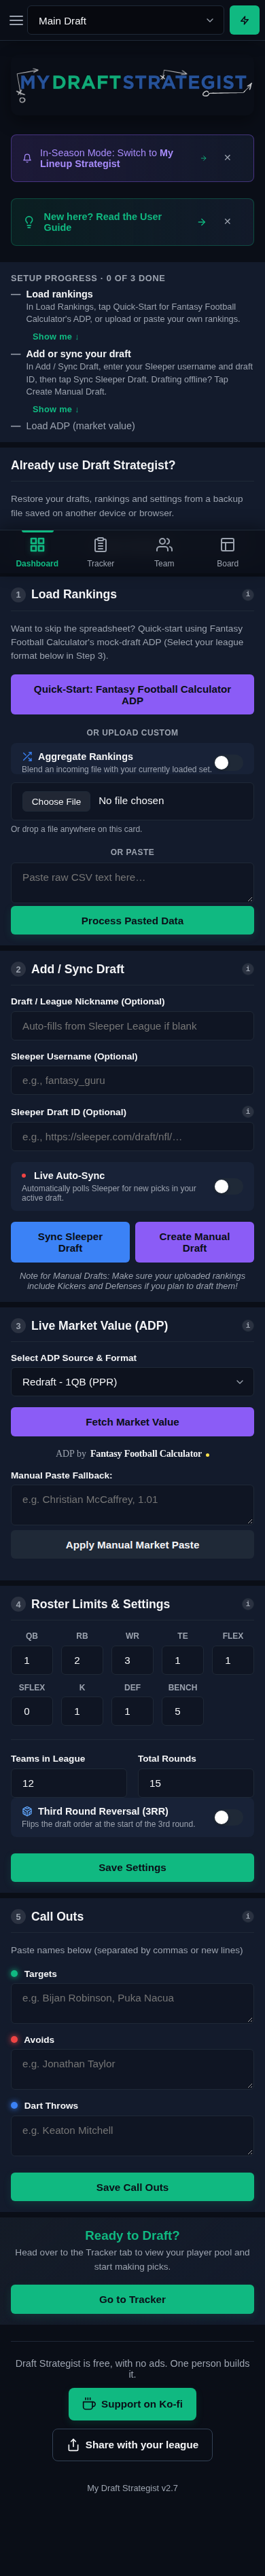 Main Draft
MYDRAFTSTRATEGIST
In-Season Mode: Switch to My
Lineup Strategist
→
×
New here? Read the User
Guide
→
×
SETUP PROGRESS · 0 OF 3 DONE
— Load rankings
In Load Rankings, tap Quick-Start for Fantasy Football
Calculator's ADP, or upload or paste your own rankings.
Show me ↓
— Add or sync your draft
In Add / Sync Draft, enter your Sleeper username and draft
ID, then tap Sync Sleeper Draft. Drafting offline? Tap
Create Manual Draft.
Show me ↓
— Load ADP (market value)
Already use Draft Strategist?
Restore your drafts, rankings and settings from a backup
file saved on another device or browser.
Dashboard
Tracker
Team
Board
1 Load Rankings i
Want to skip the spreadsheet? Quick-start using Fantasy
Football Calculator's mock-draft ADP (Select your league
format below in Step 3).
Quick-Start: Fantasy Football Calculator
ADP
OR UPLOAD CUSTOM
Aggregate Rankings
Blend an incoming file with your currently loaded set.
Choose File No file chosen
Or drop a file anywhere on this card.
OR PASTE
Paste raw CSV text here…
Process Pasted Data
2 Add / Sync Draft i
Draft / League Nickname (Optional)
Auto-fills from Sleeper League if blank
Sleeper Username (Optional)
e.g., fantasy_guru
Sleeper Draft ID (Optional) i
e.g., https://sleeper.com/draft/nfl/…
Live Auto-Sync
Automatically polls Sleeper for new picks in your
active draft.
Sync Sleeper
Draft
Create Manual
Draft
Note for Manual Drafts: Make sure your uploaded rankings
include Kickers and Defenses if you plan to draft them!
3 Live Market Value (ADP) i
Select ADP Source & Format
Redraft - 1QB (PPR)
Fetch Market Value
ADP by Fantasy Football Calculator
Manual Paste Fallback:
e.g. Christian McCaffrey, 1.01
Apply Manual Market Paste
4 Roster Limits & Settings i
QB RB WR TE FLEX
1 2 3 1 1
SFLEX K DEF BENCH
0 1 1 5
Teams in League Total Rounds
12 15
Third Round Reversal (3RR)
Flips the draft order at the start of the 3rd round.
Save Settings
5 Call Outs i
Paste names below (separated by commas or new lines)
Targets
e.g. Bijan Robinson, Puka Nacua
Avoids
e.g. Jonathan Taylor
Dart Throws
e.g. Keaton Mitchell
Save Call Outs
Ready to Draft?
Head over to the Tracker tab to view your player pool and
start making picks.
Go to Tracker
Draft Strategist is free, with no ads. One person builds
it.
Support on Ko-fi
Share with your league
My Draft Strategist v2.7